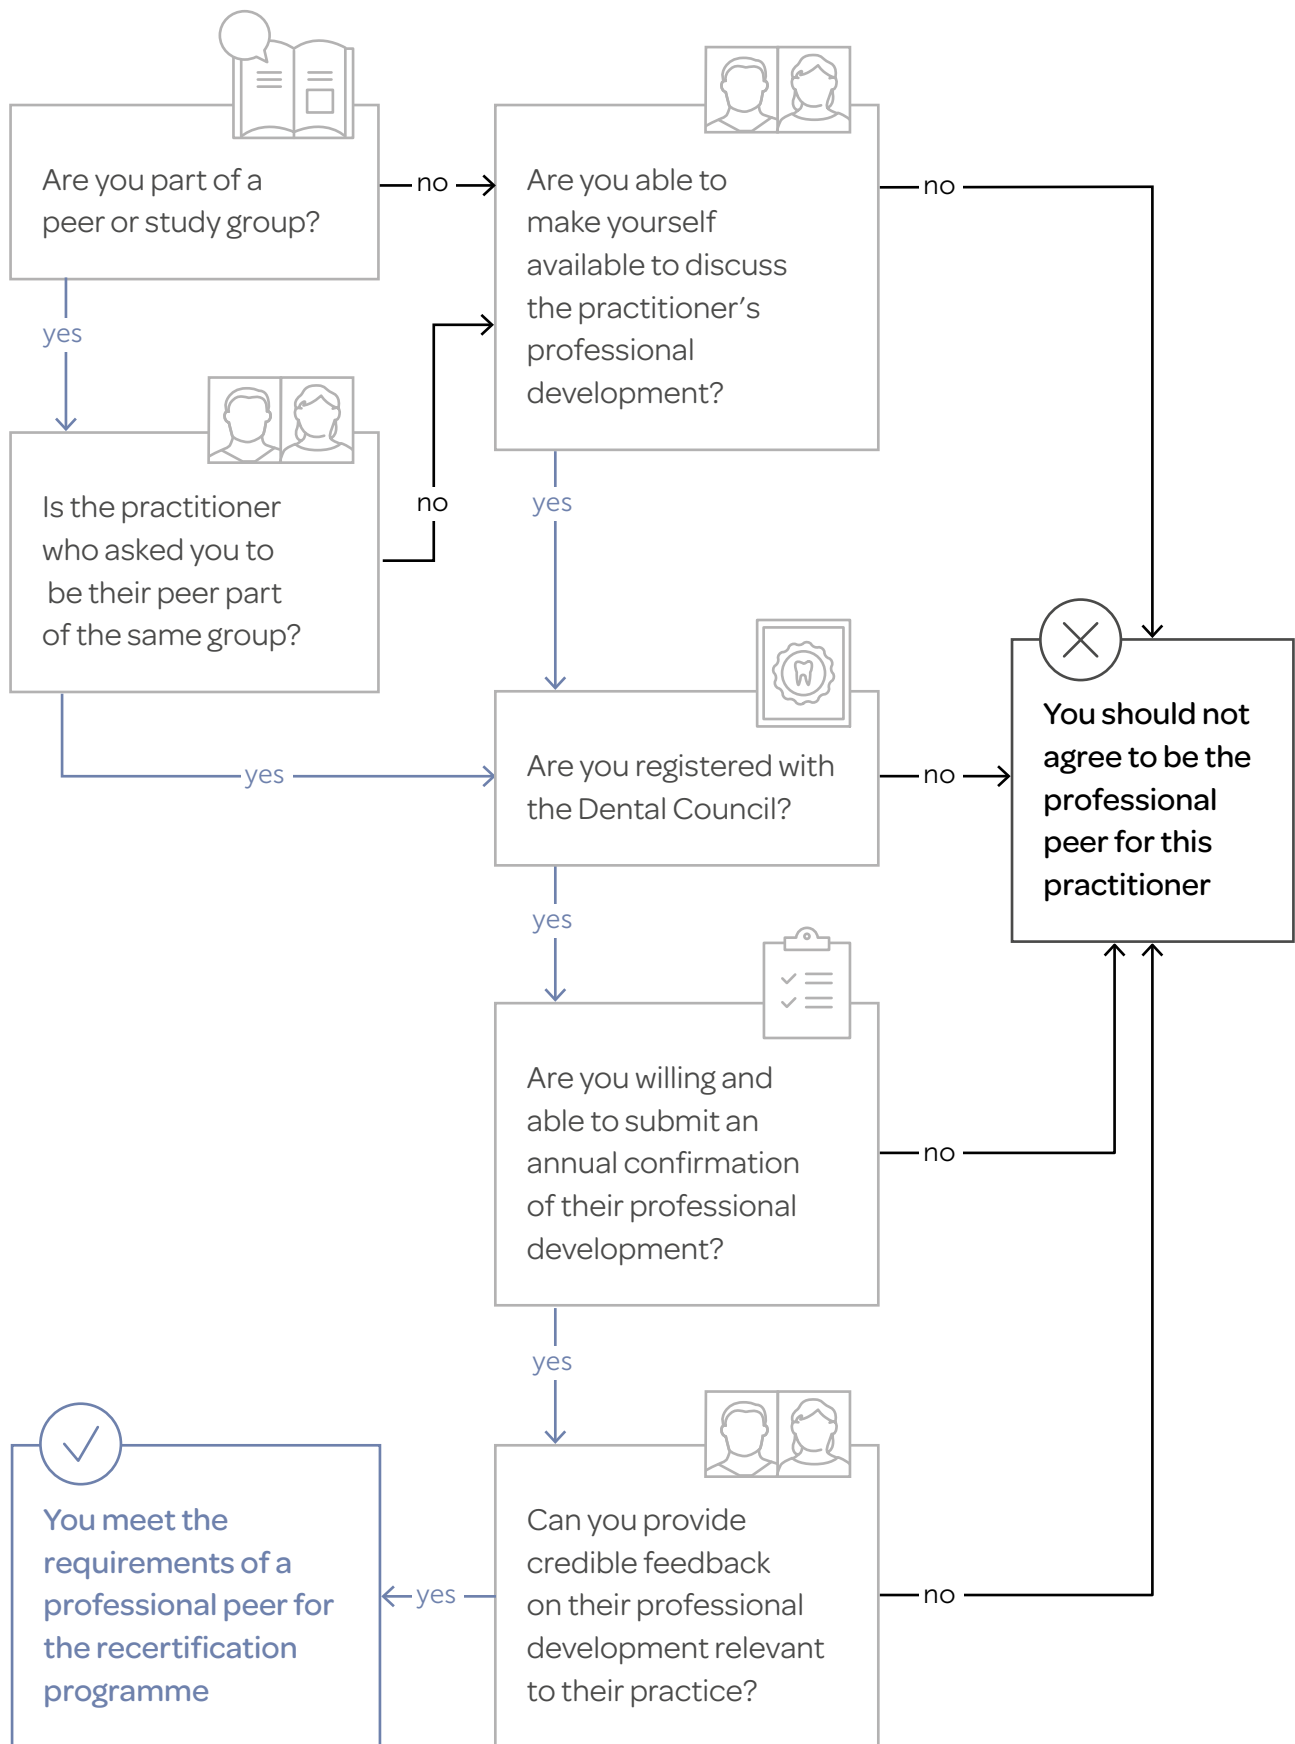 Are you part of a
peer or study group?
no
Are you able to
make yourself
available to discuss
the practitioner's
professional
development?
no
yes
Is the practitioner
who asked you to
be their peer part
of the same group?
no
yes
yes
Are you registered with
the Dental Council?
no
You should not
agree to be the
professional
peer for this
practitioner
yes
Are you willing and
able to submit an
annual confirmation
of their professional
development?
no
yes
Can you provide
credible feedback
on their professional
development relevant
to their practice?
no
yes
You meet the
requirements of a
professional peer for
the recertification
programme